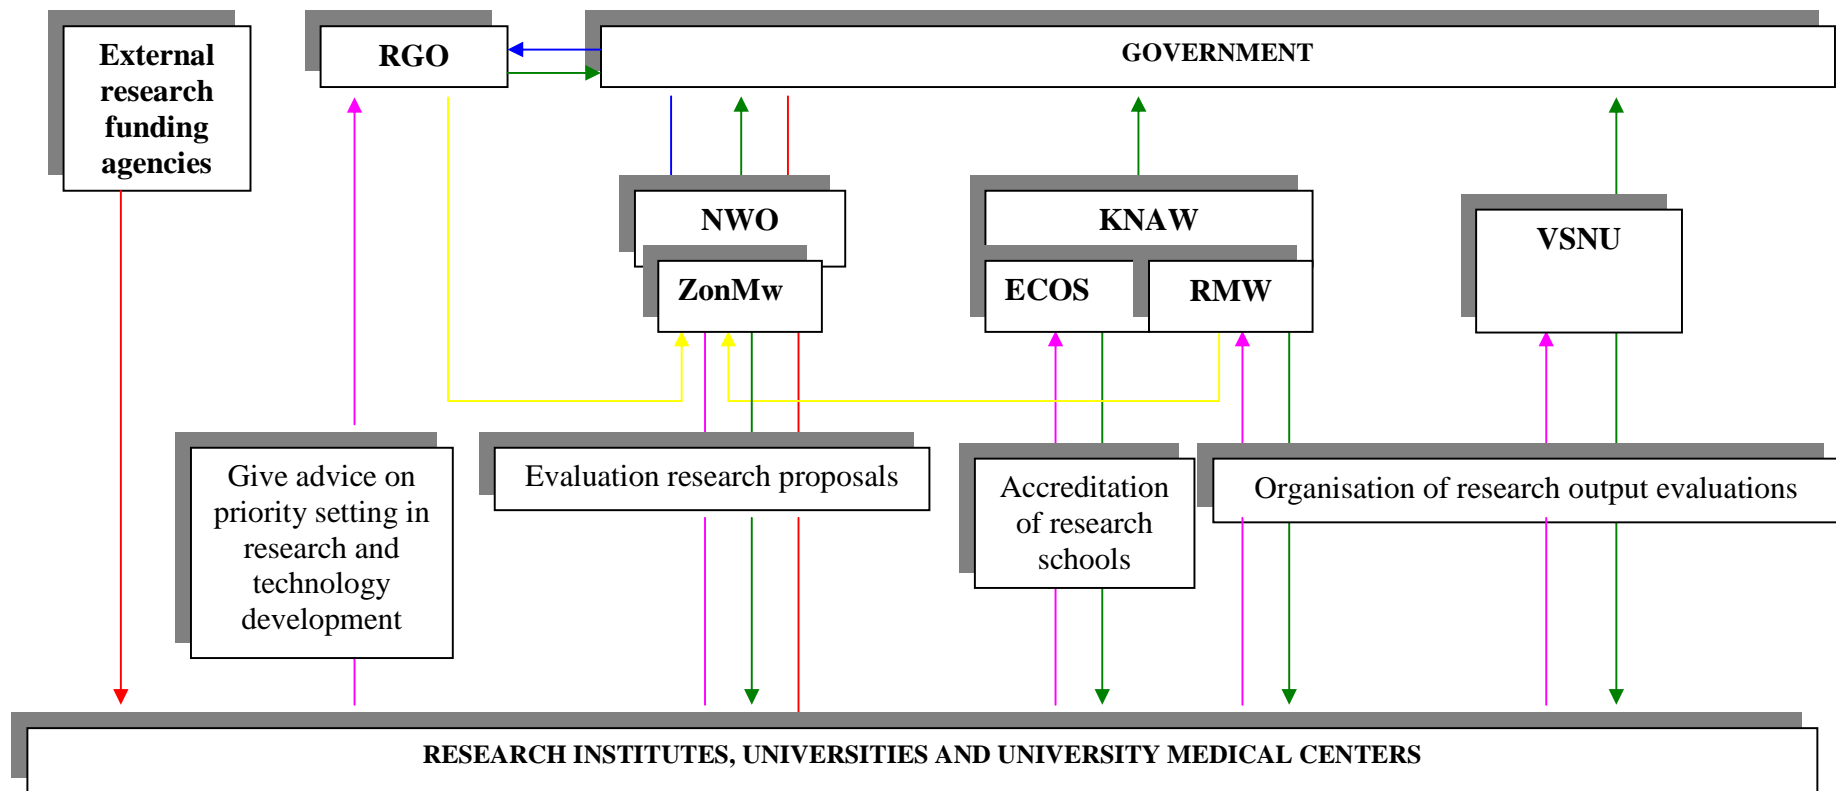 External
research
funding
agencies
RGO
GOVERNMENT
NWO
ZonMw
KNAW
ECOS
RMW
VSNU
Give advice on
priority setting in
research and
technology
development
Evaluation research proposals
Accreditation
of research
schools
Organisation of research output evaluations
RESEARCH INSTITUTES, UNIVERSITIES AND UNIVERSITY MEDICAL CENTERS